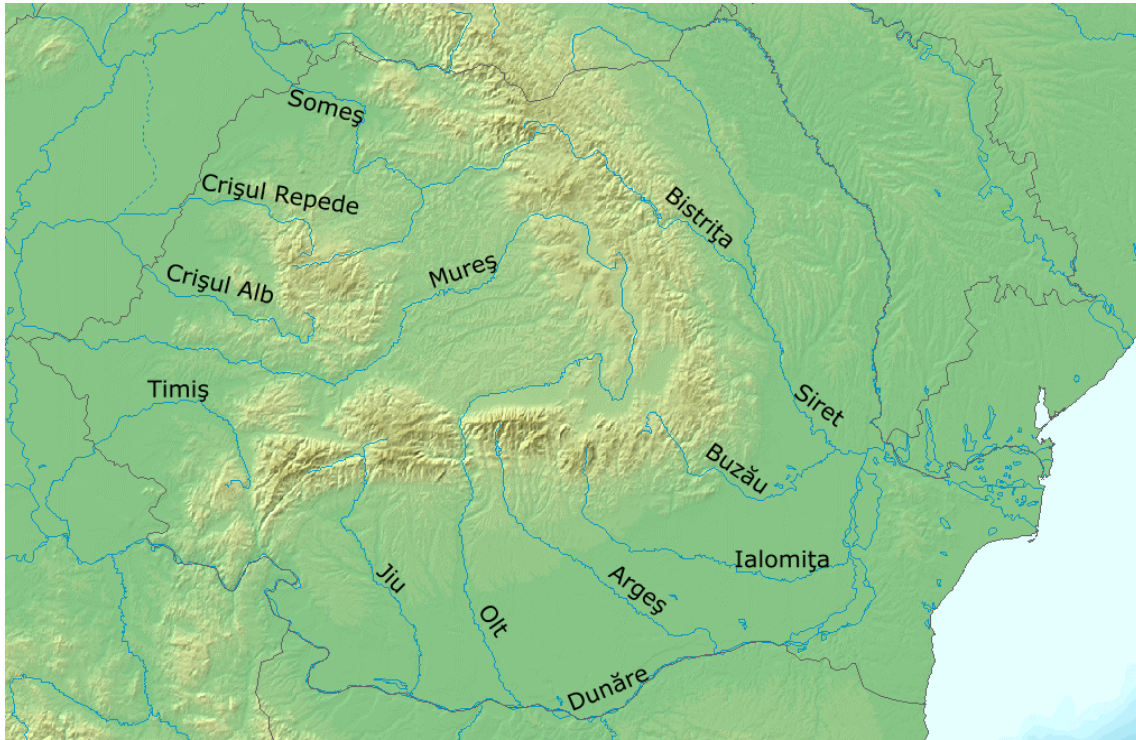 Someş
Crişul Repede
Bistriţa
Mureş
Crişul Alb
Timiş
Siret
Buzău
Ialomiţa
Jiu
Argeş
Olt
Dunăre